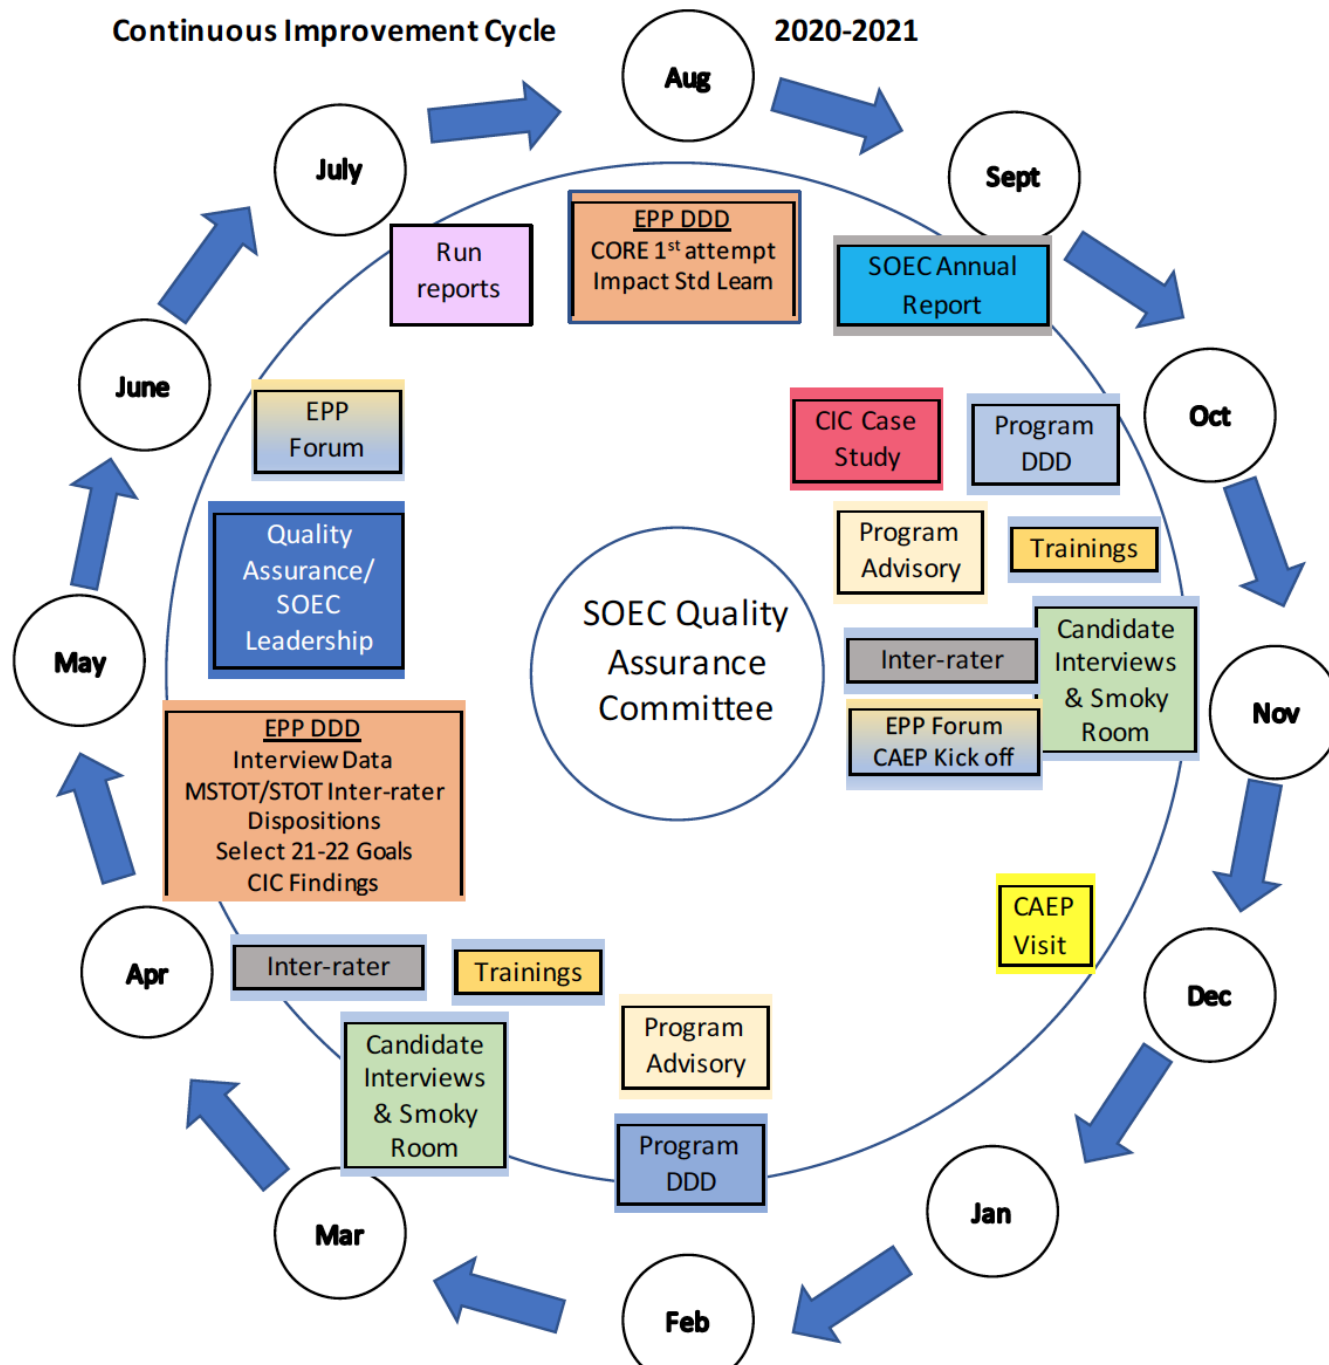 Continuous Improvement Cycle 2020-2021
Aug
Sept
Oct
Nov
Dec
Jan
Feb
Mar
Apr
May
June
July
Run
reports
EPP DDD
CORE 1st attempt
Impact Std Learn
SOEC Annual
Report
CIC Case
Study
Program
DDD
Program
Advisory
Trainings
Inter-rater
Candidate
Interviews
& Smoky
Room
EPP Forum
CAEP Kick off
CAEP
Visit
Program
Advisory
Program
DDD
Trainings
Inter-rater
Candidate
Interviews
& Smoky
Room
EPP DDD
Interview Data
MSTOT/STOT Inter-rater
Dispositions
Select 21-22 Goals
CIC Findings
Quality
Assurance/
SOEC
Leadership
EPP
Forum
SOEC Quality
Assurance
Committee